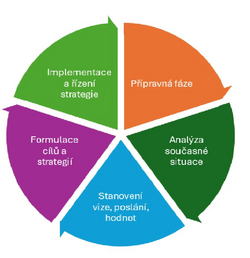 Přípravná fáze
Analýza
současné
situace
Stanovení
vize, poslání,
hodnot
Formulace
cílů a
strategií
Implementace
a řízení
strategie